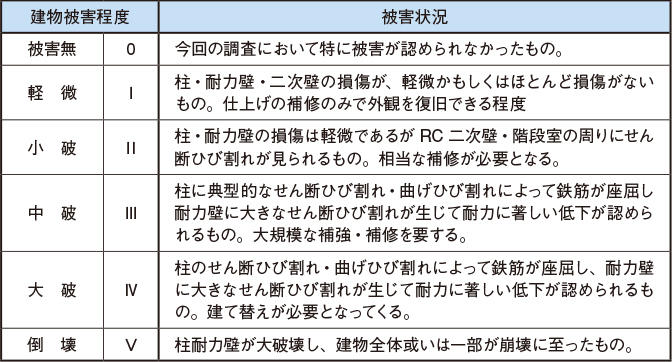 建物被害程度 被害状況
被害無 0 今回の調査において特に被害が認められなかったもの。
軽 微 I 柱・耐力壁・二次壁の損傷が、軽微かもしくはほとんど損傷がない
もの。仕上げの補修のみで外観を復旧できる程度
小 破 II 柱・耐力壁の損傷は軽微であるが RC 二次壁・階段室の周りにせん
断ひび割れが見られるもの。相当な補修が必要となる。
中 破 III 柱に典型的なせん断ひび割れ・曲げひび割れによって鉄筋が座屈し
耐力壁に大きなせん断ひび割れが生じて耐力に著しい低下が認めら
れるもの。大規模な補強・補修を要する。
大 破 IV 柱のせん断ひび割れ・曲げひび割れによって鉄筋が座屈し、耐力壁
に大きなせん断ひび割れが生じて耐力に著しい低下が認められるも
の。建て替えが必要となってくる。
倒 壊 V 柱耐力壁が大破壊し、建物全体或いは一部が崩壊に至ったもの。